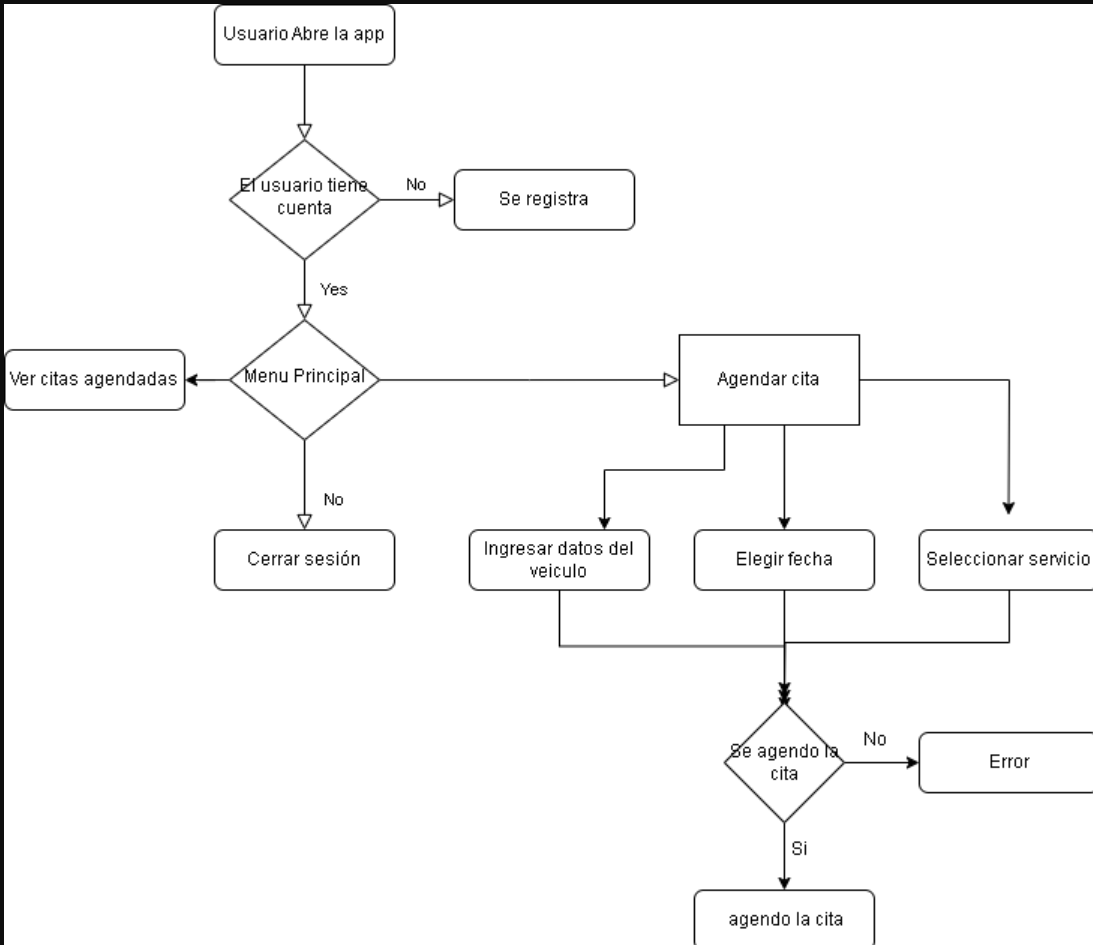 Usuario Abre la app
El usuario tiene
cuenta
No
Se registra
Yes
Ver citas agendadas
Menu Principal
Agendar cita
No
Cerrar sesión
Ingresar datos del
veiculo
Elegir fecha
Seleccionar servicio
Se agendo la
cita
No
Error
Si
agendo la cita